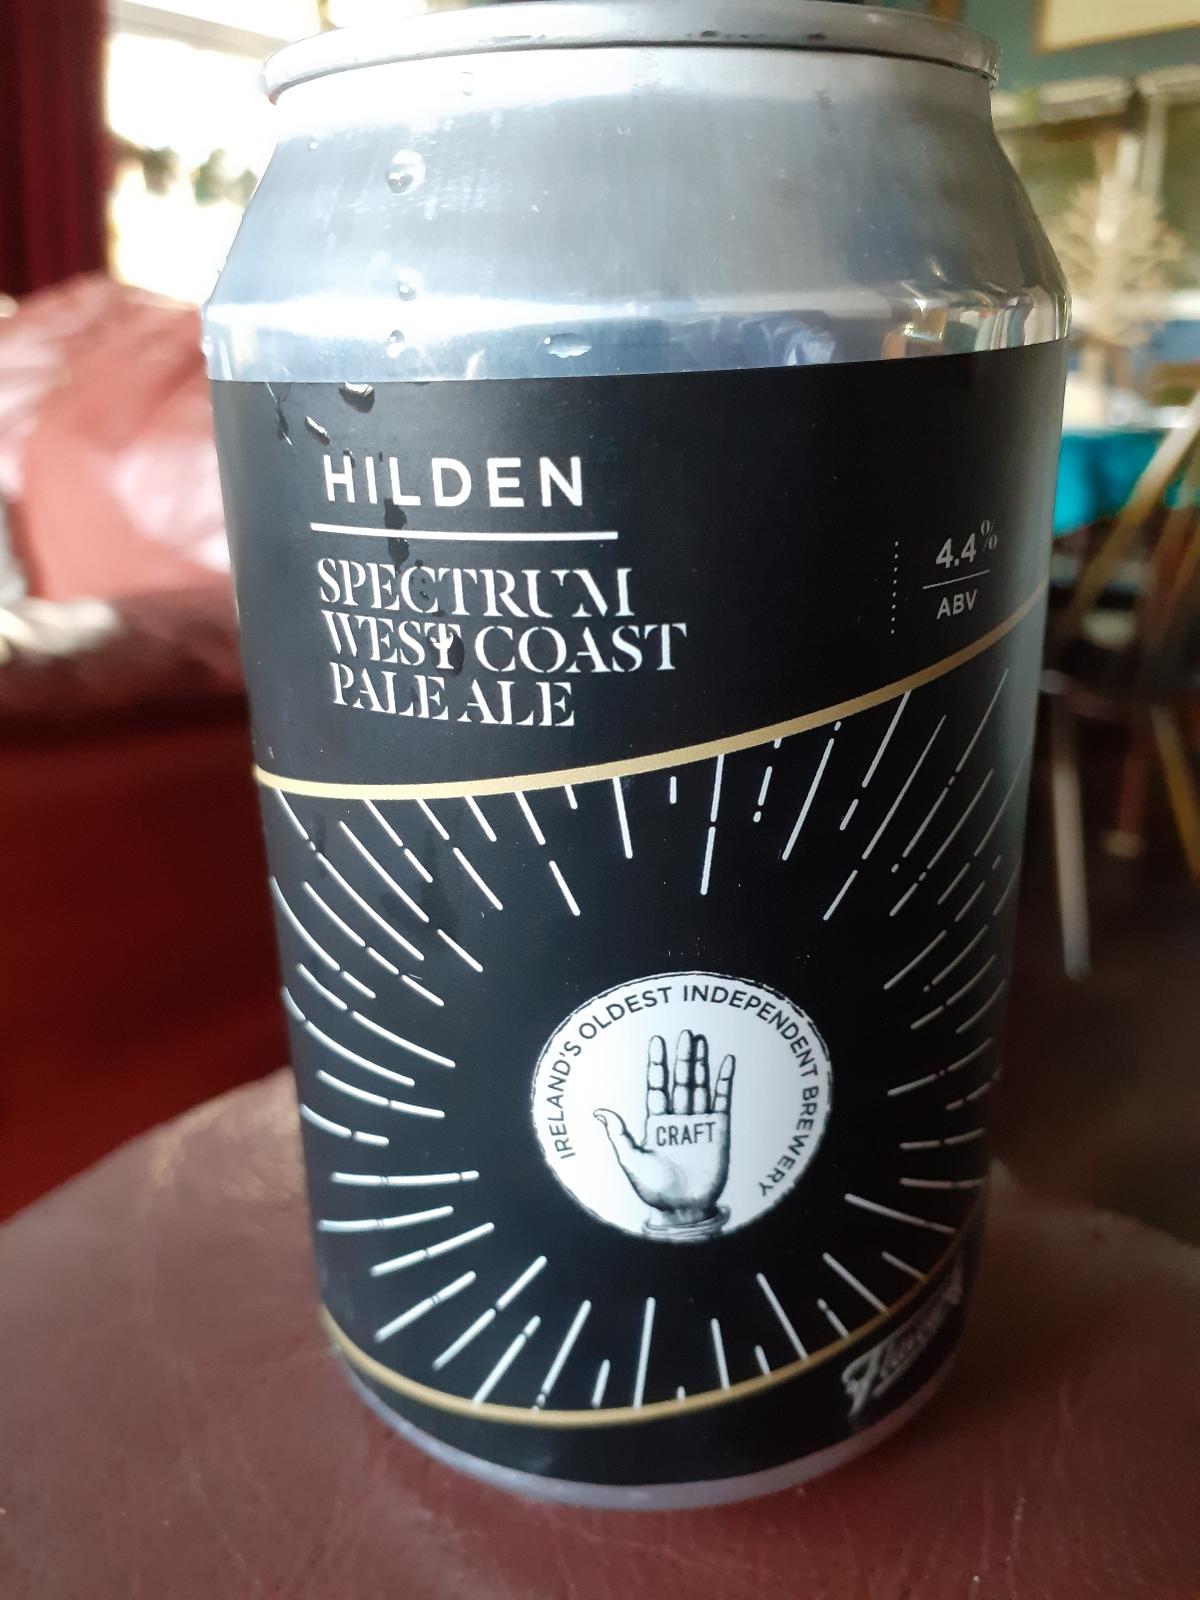 HILDEN
SPECTRUM
WEST COAST
PALE ALE
4.4%
ABV
IRELAND'S OLDEST INDEPENDENT BREWERY
CRAFT